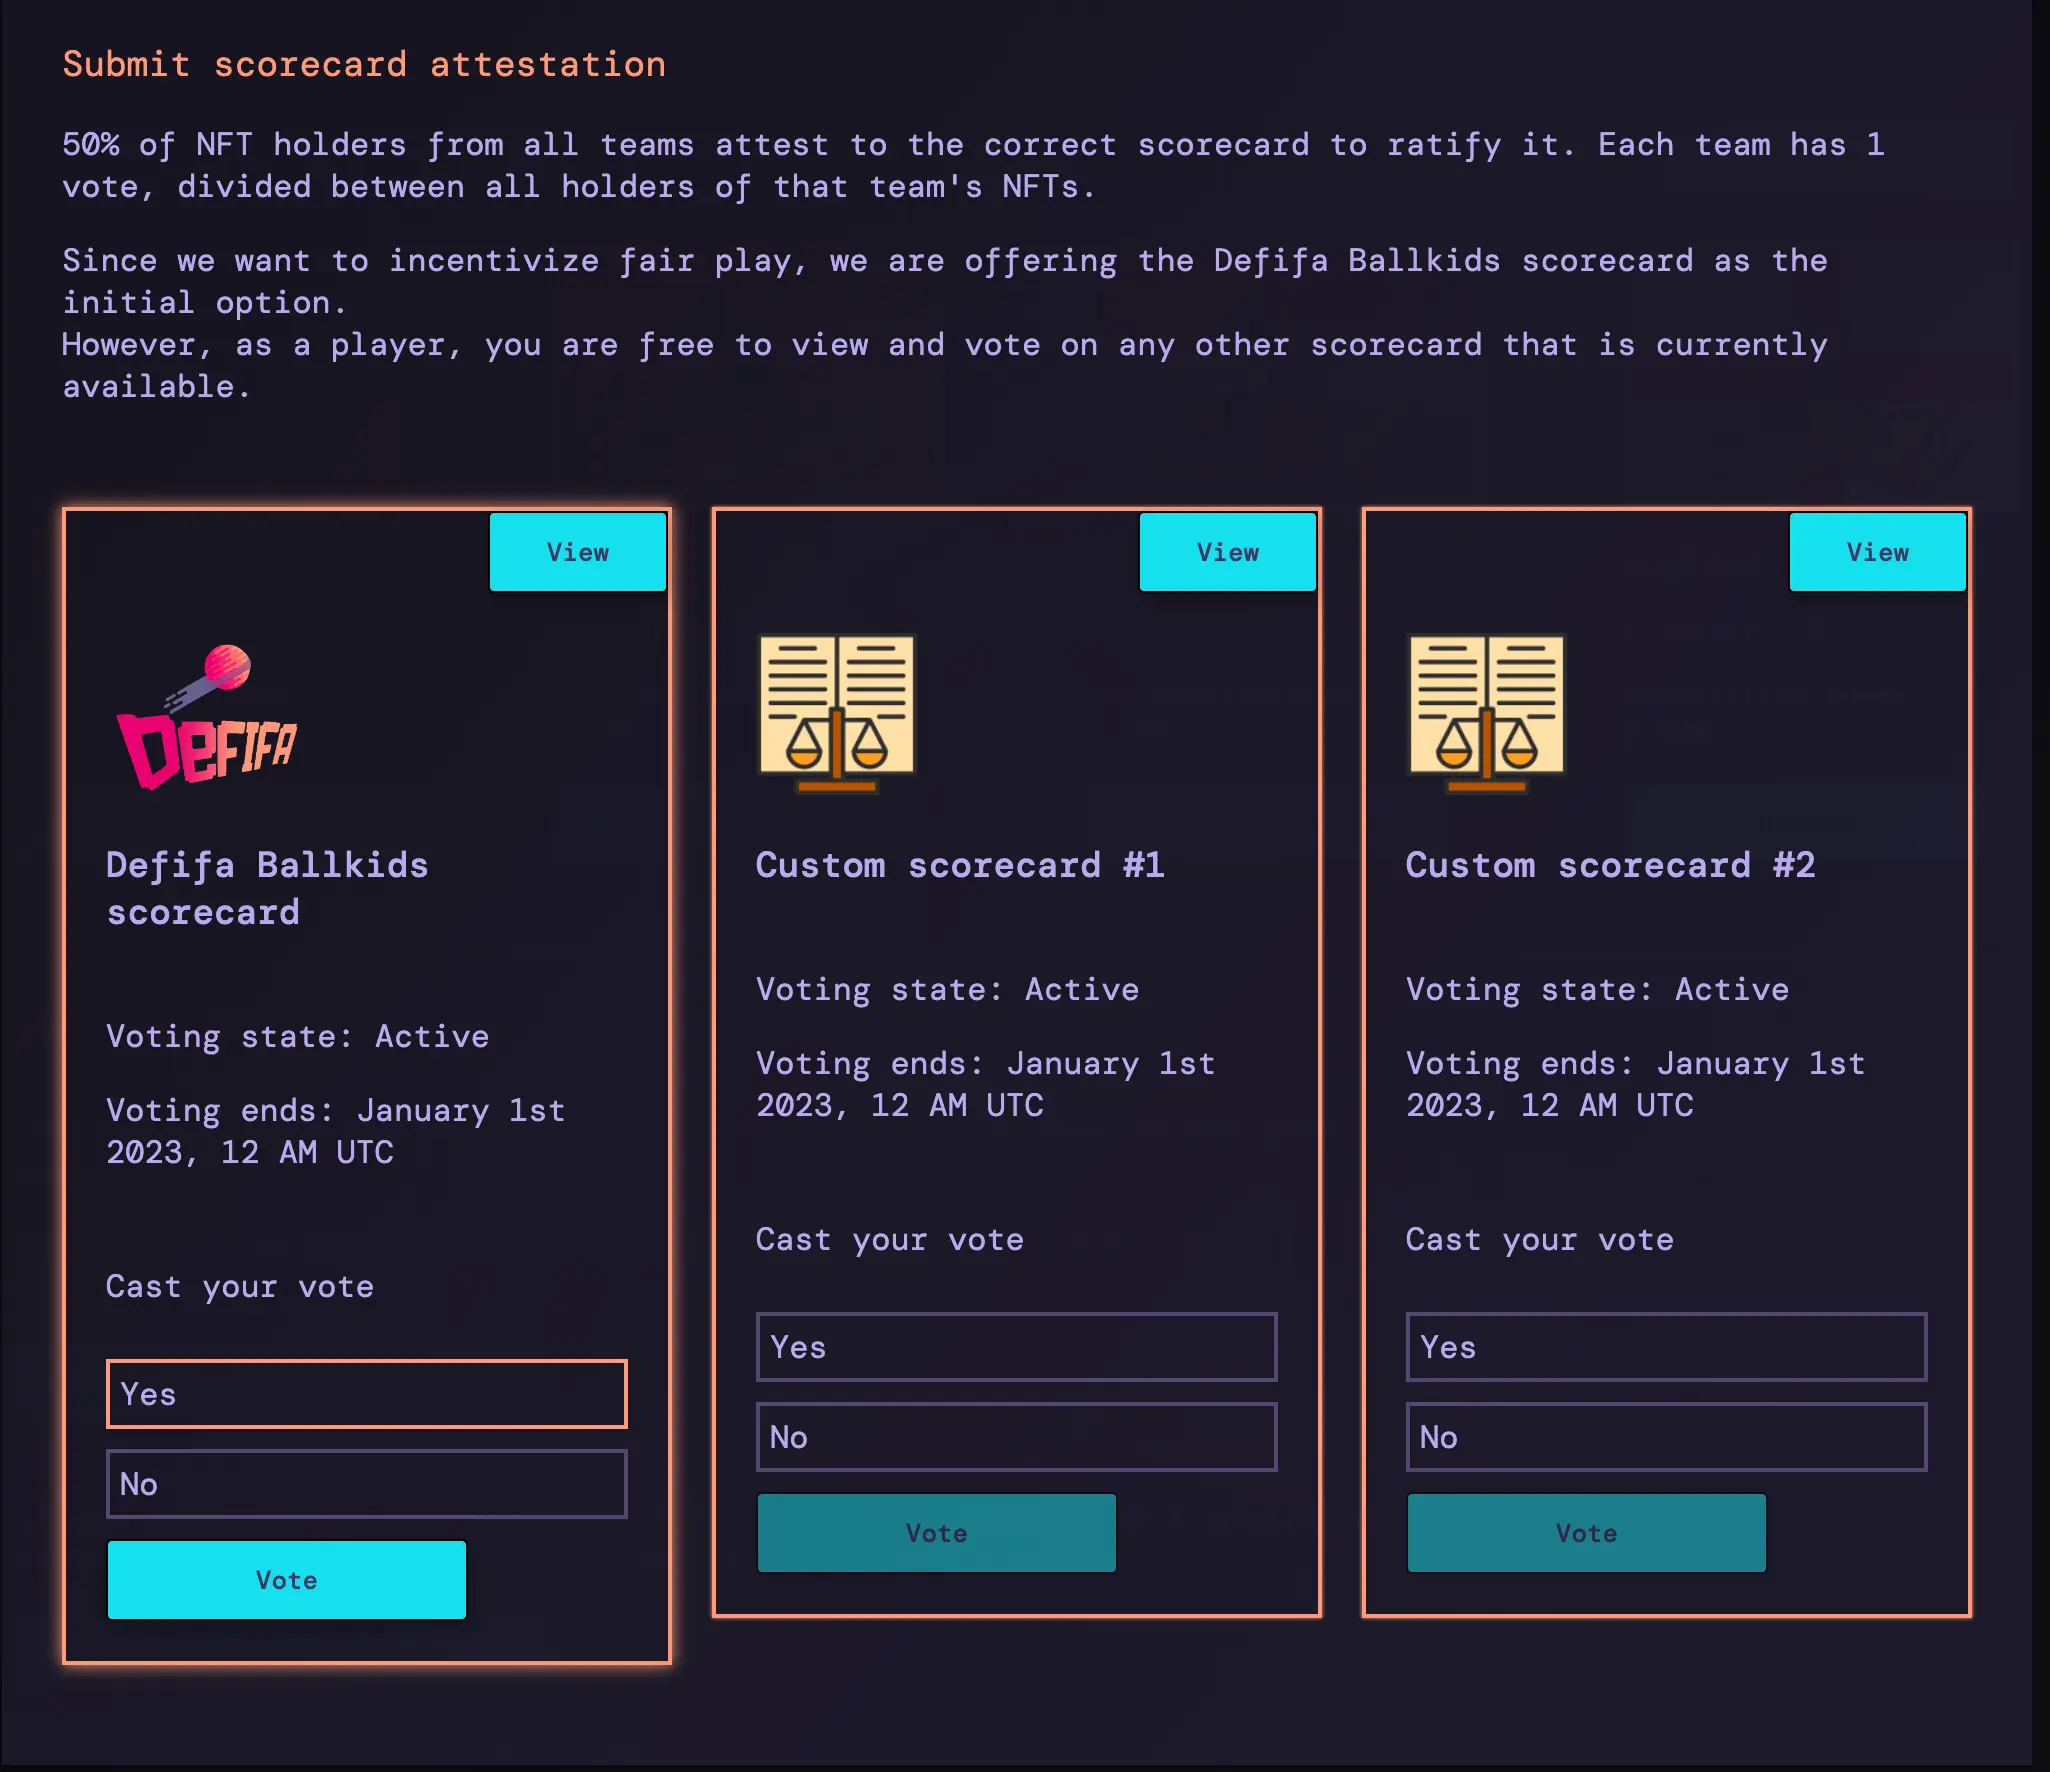 Submit scorecard attestation
50% of NFT holders from all teams attest to the correct scorecard to ratify it. Each team has 1
vote, divided between all holders of that team's NFTs.
Since we want to incentivize fair play, we are offering the Defifa Ballkids scorecard as the
initial option.
However, as a player, you are free to view and vote on any other scorecard that is currently
available.
View
DEFIFA
Defifa Ballkids
scorecard
Voting state: Active
Voting ends: January 1st
2023, 12 AM UTC
Cast your vote
Yes
No
Vote
View
Custom scorecard #1
Voting state: Active
Voting ends: January 1st
2023, 12 AM UTC
Cast your vote
Yes
No
Vote
View
Custom scorecard #2
Voting state: Active
Voting ends: January 1st
2023, 12 AM UTC
Cast your vote
Yes
No
Vote